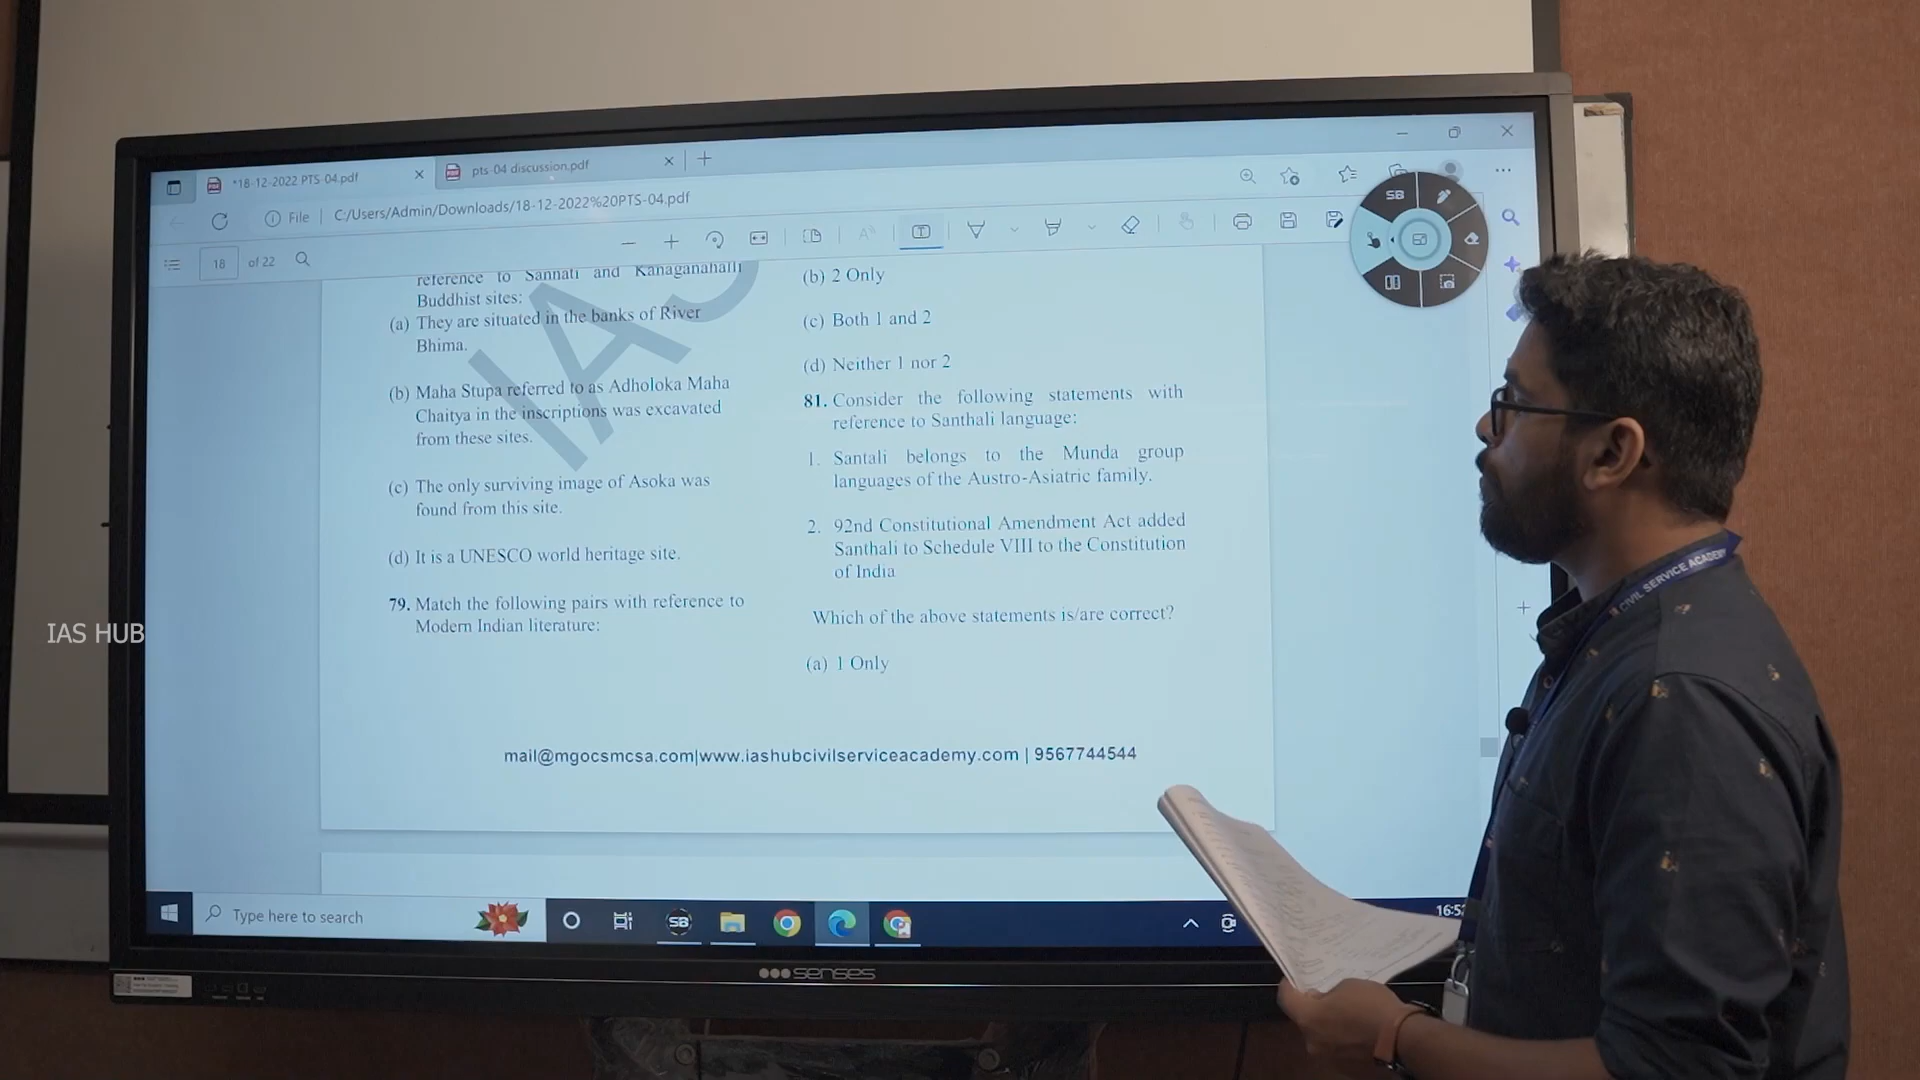 *18-12-2022 PTS-04.pdf
pts-04 discussion.pdf
File
C:/Users/Admin/Downloads/18-12-2022%20PTS-04.pdf
18 of 22
SB
IAS
reference to Sannati and Kanaganahalli
Buddhist sites:
(a) They are situated in the banks of River
Bhima.
(b) Maha Stupa referred to as Adholoka Maha
Chaitya in the inscriptions was excavated
from these sites.
(c) The only surviving image of Asoka was
found from this site.
(d) It is a UNESCO world heritage site.
79. Match the following pairs with reference to
Modern Indian literature:
(b) 2 Only
(c) Both 1 and 2
(d) Neither 1 nor 2
81. Consider the following statements with
reference to Santhali language:
1. Santali belongs to the Munda group
languages of the Austro-Asiatric family.
2. 92nd Constitutional Amendment Act added
Santhali to Schedule VIII to the Constitution
of India
Which of the above statements is/are correct?
(a) 1 Only
mail@mgocsmcsa.com|www.iashubcivilserviceacademy.com | 9567744544
IAS HUB
CIVIL SERVICE ACADEMY
Type here to search
SB
senses